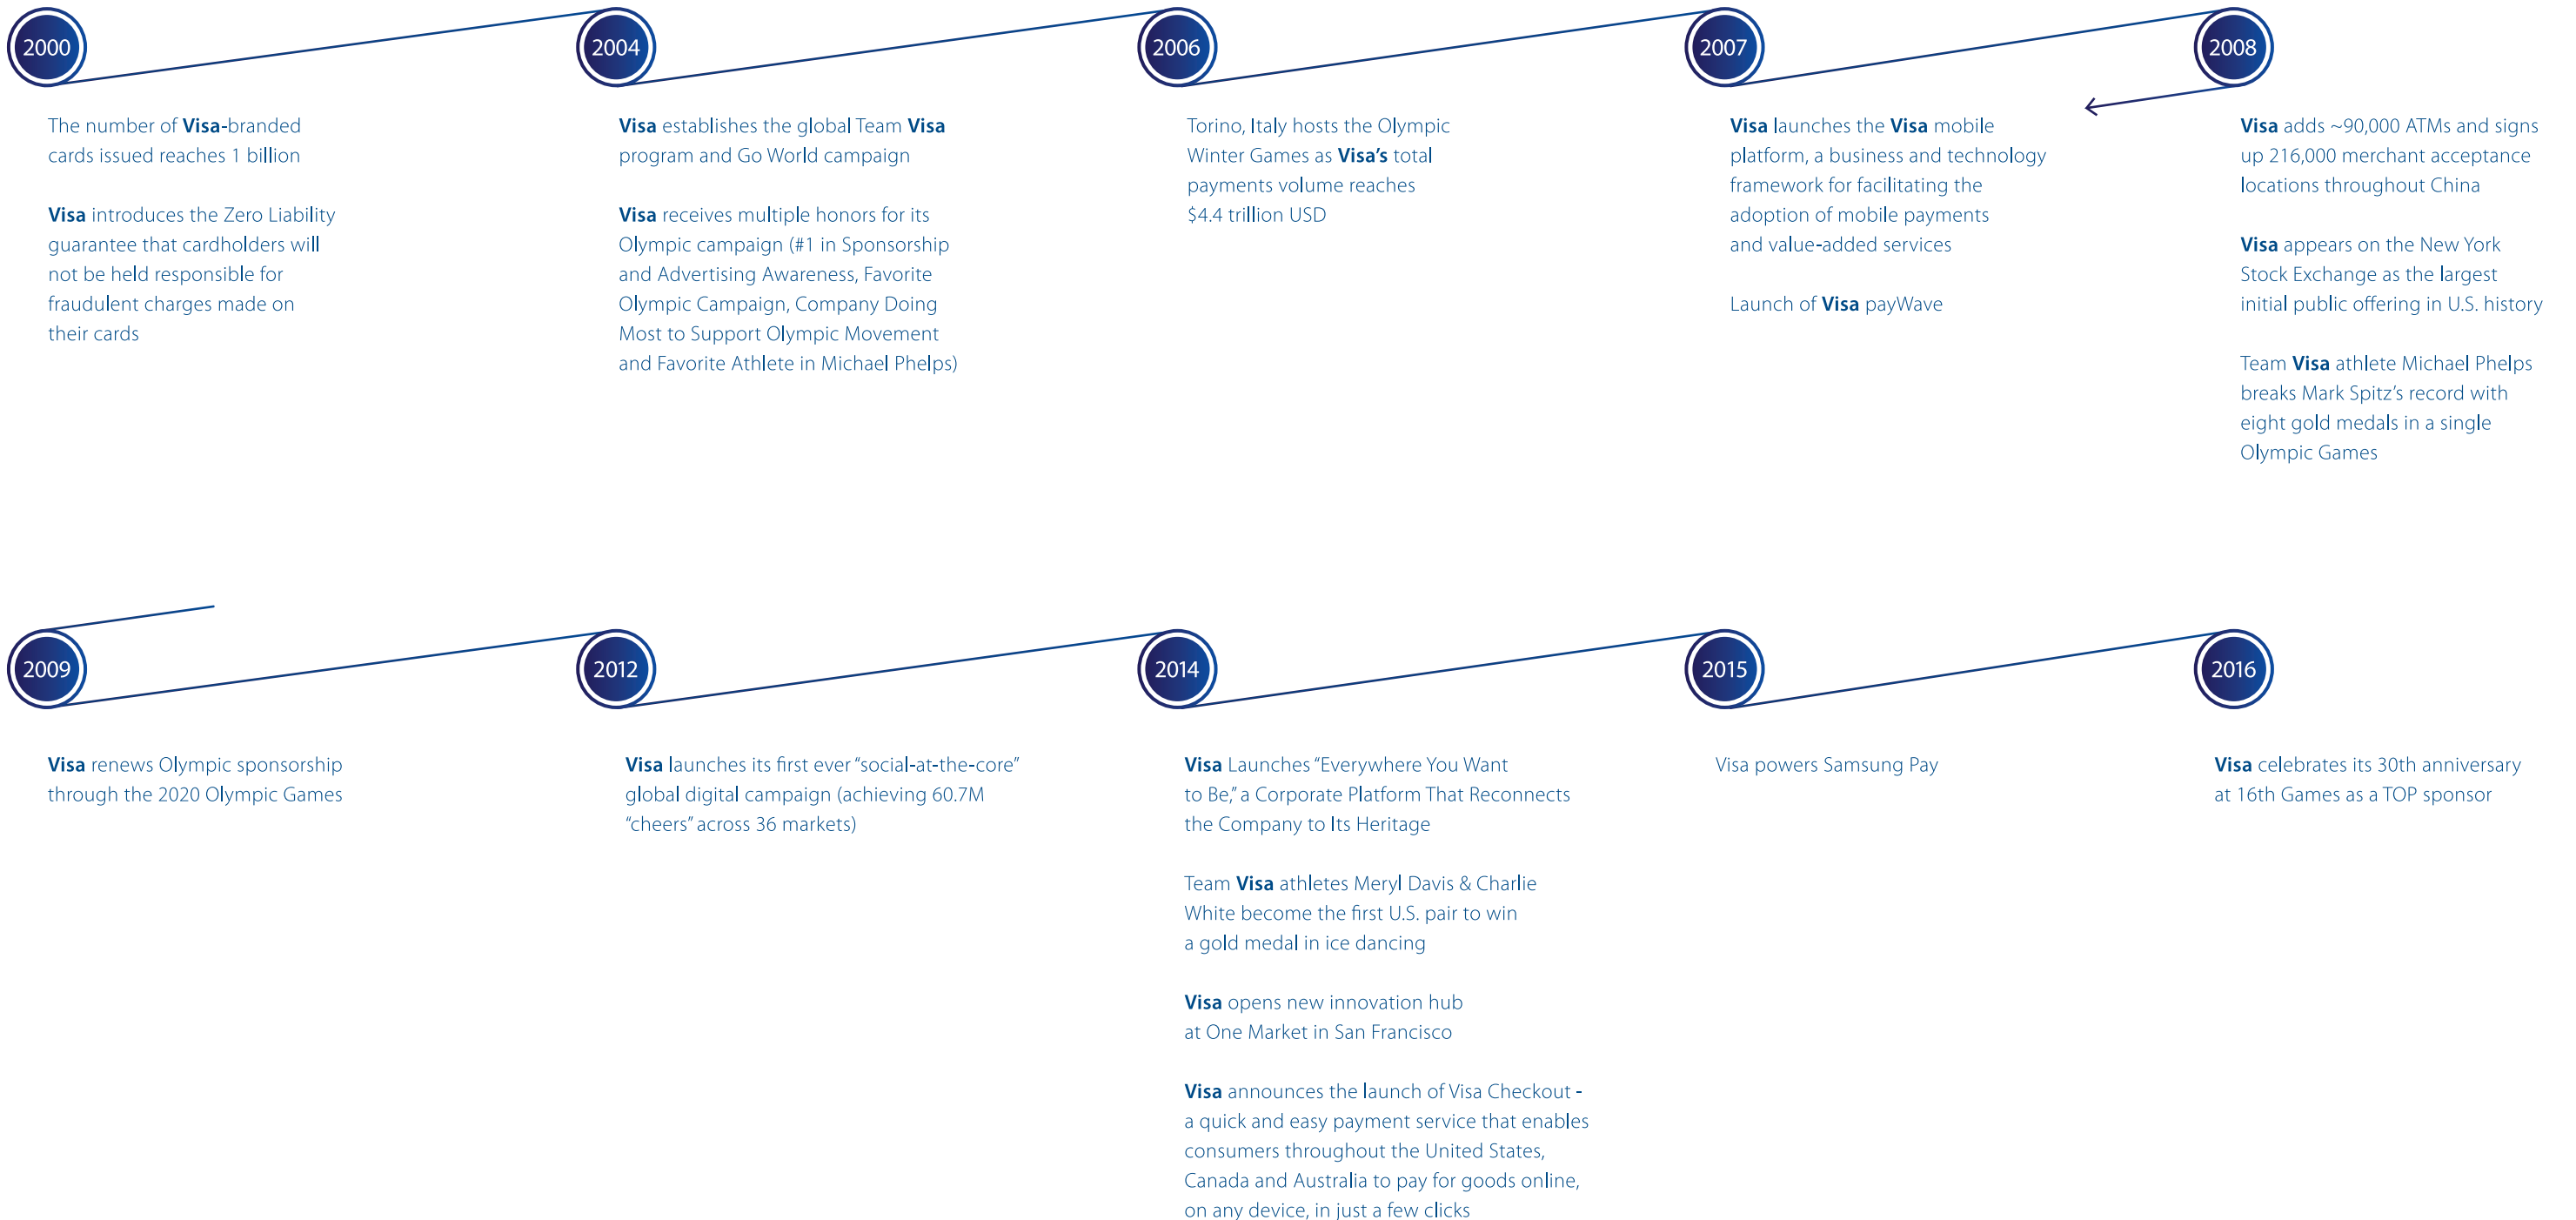 2000
The number of Visa-branded
cards issued reaches 1 billion
Visa introduces the Zero Liability
guarantee that cardholders will
not be held responsible for
fraudulent charges made on
their cards
2004
Visa establishes the global Team Visa
program and Go World campaign
Visa receives multiple honors for its
Olympic campaign (#1 in Sponsorship
and Advertising Awareness, Favorite
Olympic Campaign, Company Doing
Most to Support Olympic Movement
and Favorite Athlete in Michael Phelps)
2006
Torino, Italy hosts the Olympic
Winter Games as Visa's total
payments volume reaches
$4.4 trillion USD
2007
Visa launches the Visa mobile
platform, a business and technology
framework for facilitating the
adoption of mobile payments
and value-added services
Launch of Visa payWave
2008
Visa adds ~90,000 ATMs and signs
up 216,000 merchant acceptance
locations throughout China
Visa appears on the New York
Stock Exchange as the largest
initial public offering in U.S. history
Team Visa athlete Michael Phelps
breaks Mark Spitz's record with
eight gold medals in a single
Olympic Games
2009
Visa renews Olympic sponsorship
through the 2020 Olympic Games
2012
Visa launches its first ever “social-at-the-core”
global digital campaign (achieving 60.7M
“cheers” across 36 markets)
2014
Visa Launches “Everywhere You Want
to Be,” a Corporate Platform That Reconnects
the Company to Its Heritage
Team Visa athletes Meryl Davis & Charlie
White become the first U.S. pair to win
a gold medal in ice dancing
Visa opens new innovation hub
at One Market in San Francisco
Visa announces the launch of Visa Checkout -
a quick and easy payment service that enables
consumers throughout the United States,
Canada and Australia to pay for goods online,
on any device, in just a few clicks
2015
Visa powers Samsung Pay
2016
Visa celebrates its 30th anniversary
at 16th Games as a TOP sponsor